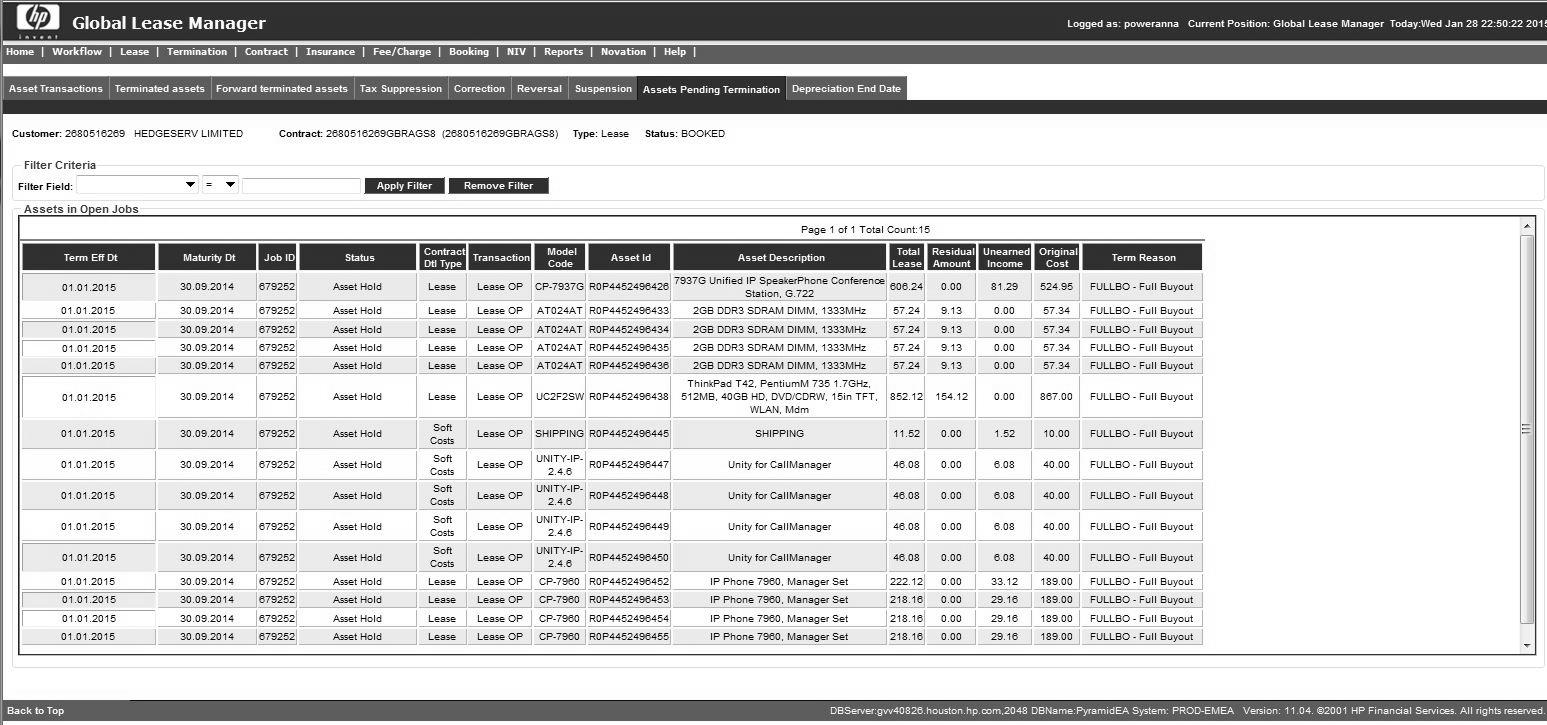 hp
invent
Global Lease Manager
Logged as: poweranna Current Position: Global Lease Manager Today:Wed Jan 28 22:50:22 2015
Home | Workflow | Lease | Termination | Contract | Insurance | Fee/Charge | Booking | NIV | Reports | Novation | Help |
Asset Transactions Terminated assets Forward terminated assets Tax Suppression Correction Reversal Suspension Assets Pending Termination Depreciation End Date
Customer: 2680516269 HEDGESERV LIMITED Contract: 2680516269GBRAGS8 (2680516269GBRAGS8) Type: Lease Status: BOOKED
Filter Criteria
Filter Field: = Apply Filter Remove Filter
Assets in Open Jobs
Page 1 of 1 Total Count:15
Term Eff Dt Maturity Dt Job ID Status Contract Dtl Type Transaction Model Code Asset Id Asset Description Total Lease Residual Amount Unearned Income Original Cost Term Reason
01.01.2015 30.09.2014 679252 Asset Hold Lease Lease OP CP-7937G R0P4452496426 7937G Unified IP SpeakerPhone Conference Station, G.722 606.24 0.00 81.29 524.95 FULLBO - Full Buyout
01.01.2015 30.09.2014 679252 Asset Hold Lease Lease OP AT024AT R0P4452496433 2GB DDR3 SDRAM DIMM, 1333MHz 57.24 9.13 0.00 57.34 FULLBO - Full Buyout
01.01.2015 30.09.2014 679252 Asset Hold Lease Lease OP AT024AT R0P4452496434 2GB DDR3 SDRAM DIMM, 1333MHz 57.24 9.13 0.00 57.34 FULLBO - Full Buyout
01.01.2015 30.09.2014 679252 Asset Hold Lease Lease OP AT024AT R0P4452496435 2GB DDR3 SDRAM DIMM, 1333MHz 57.24 9.13 0.00 57.34 FULLBO - Full Buyout
01.01.2015 30.09.2014 679252 Asset Hold Lease Lease OP AT024AT R0P4452496436 2GB DDR3 SDRAM DIMM, 1333MHz 57.24 9.13 0.00 57.34 FULLBO - Full Buyout
01.01.2015 30.09.2014 679252 Asset Hold Lease Lease OP UC2F2SW R0P4452496438 ThinkPad T42, PentiumM 735 1.7GHz, 512MB, 40GB HD, DVD/CDRW, 15in TFT, WLAN, Mdm 852.12 154.12 0.00 867.00 FULLBO - Full Buyout
01.01.2015 30.09.2014 679252 Asset Hold Soft Costs Lease OP SHIPPING R0P4452496445 SHIPPING 11.52 0.00 1.52 10.00 FULLBO - Full Buyout
01.01.2015 30.09.2014 679252 Asset Hold Soft Costs Lease OP UNITY-IP-2.4.6 R0P4452496447 Unity for CallManager 46.08 0.00 6.08 40.00 FULLBO - Full Buyout
01.01.2015 30.09.2014 679252 Asset Hold Soft Costs Lease OP UNITY-IP-2.4.6 R0P4452496448 Unity for CallManager 46.08 0.00 6.08 40.00 FULLBO - Full Buyout
01.01.2015 30.09.2014 679252 Asset Hold Soft Costs Lease OP UNITY-IP-2.4.6 R0P4452496449 Unity for CallManager 46.08 0.00 6.08 40.00 FULLBO - Full Buyout
01.01.2015 30.09.2014 679252 Asset Hold Soft Costs Lease OP UNITY-IP-2.4.6 R0P4452496450 Unity for CallManager 46.08 0.00 6.08 40.00 FULLBO - Full Buyout
01.01.2015 30.09.2014 679252 Asset Hold Lease Lease OP CP-7960 R0P4452496452 IP Phone 7960, Manager Set 222.12 0.00 33.12 189.00 FULLBO - Full Buyout
01.01.2015 30.09.2014 679252 Asset Hold Lease Lease OP CP-7960 R0P4452496453 IP Phone 7960, Manager Set 218.16 0.00 29.16 189.00 FULLBO - Full Buyout
01.01.2015 30.09.2014 679252 Asset Hold Lease Lease OP CP-7960 R0P4452496454 IP Phone 7960, Manager Set 218.16 0.00 29.16 189.00 FULLBO - Full Buyout
01.01.2015 30.09.2014 679252 Asset Hold Lease Lease OP CP-7960 R0P4452496455 IP Phone 7960, Manager Set 218.16 0.00 29.16 189.00 FULLBO - Full Buyout
Back to Top DBServer:gvv40826.houston.hp.com,2048 DBName:PyramidEA System: PROD-EMEA Version: 11.04. ©2001 HP Financial Services. All rights reserved.